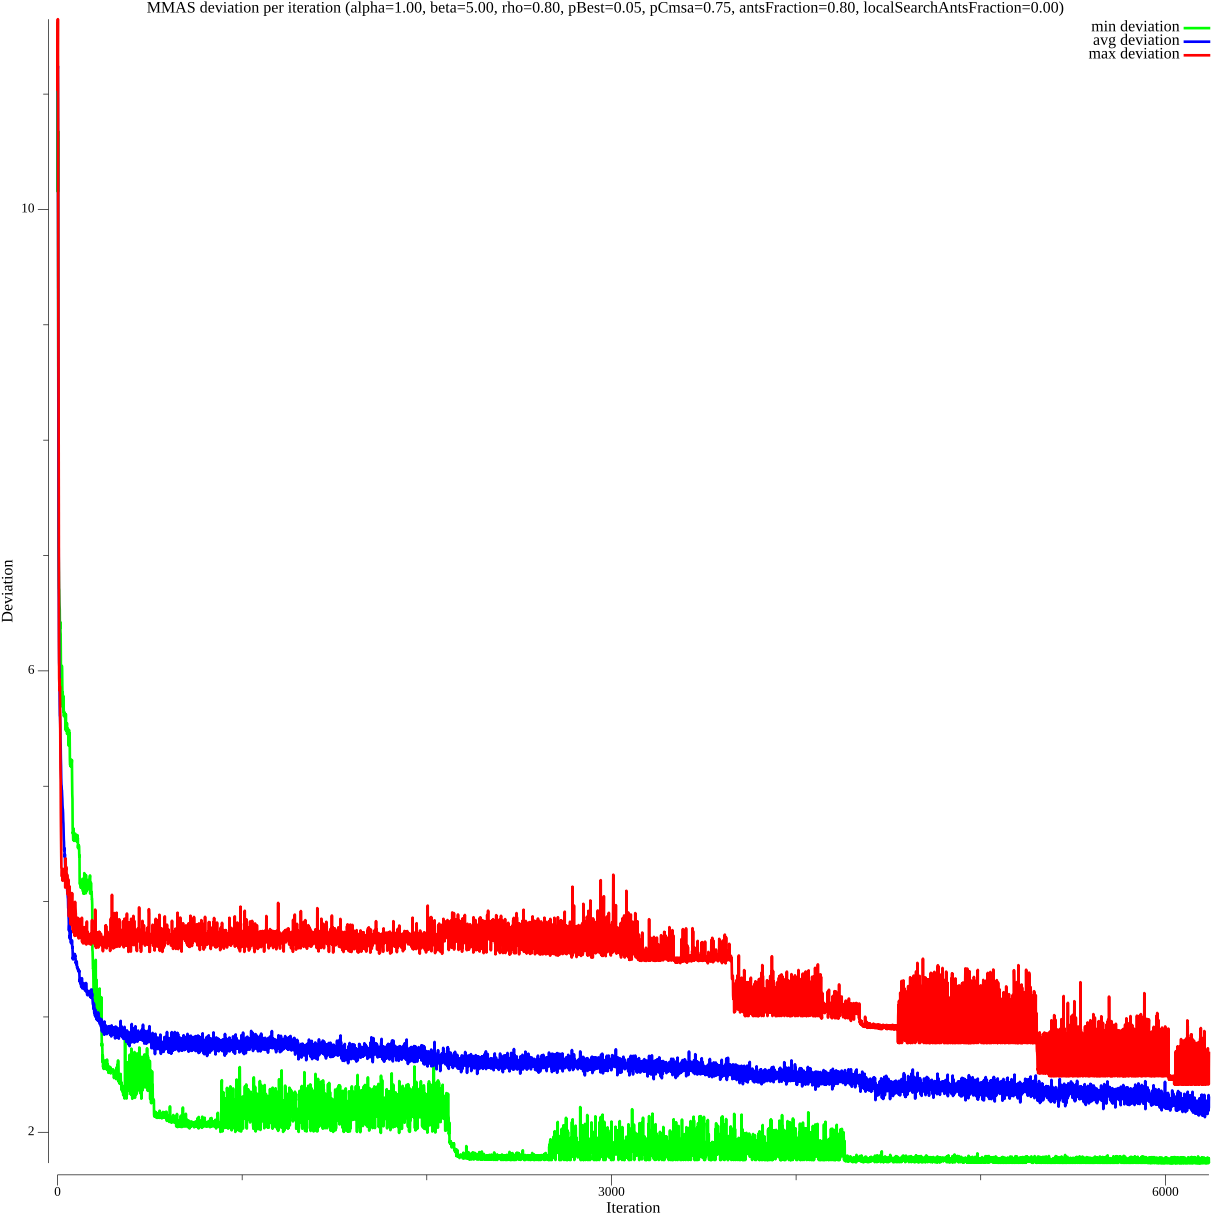 MMAS deviation per iteration (alpha=1.00, beta=5.00, rho=0.80, pBest=0.05, pCmsa=0.75, antsFraction=0.80, localSearchAntsFraction=0.00)
min deviation
avg deviation
max deviation
10
6
2
Deviation
0
3000
6000
Iteration